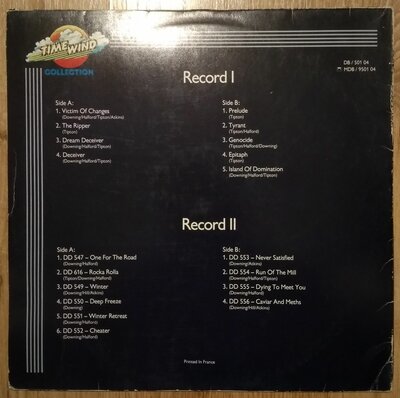 TIME WIND
COLLECTION
DB / 501 04
MDB / 9501 04
Record I
Side A:
1. Victim Of Changes
(Downing/Halford/Tipton/Atkins)
2. The Ripper
(Tipton)
3. Dream Deceiver
(Downing/Halford/Tipton)
4. Deceiver
(Downing/Halford/Tipton)
Side B:
1. Prelude
(Tipton)
2. Tyrant
(Tipton/Halford)
3. Genocide
(Tipton/Halford/Downing)
4. Epitaph
(Tipton)
5. Island Of Domination
(Downing/Halford/Tipton)
Record II
Side A:
1. DD 547 – One For The Road
(Downing/Halford)
2. DD 616 – Rocka Rolla
(Tipton/Downing/Halford)
3. DD 549 – Winter
(Downing/Hill/Atkins)
4. DD 550 – Deep Freeze
(Downing)
5. DD 551 – Winter Retreat
(Downing/Halford)
6. DD 552 – Cheater
(Downing/Halford)
Side B:
1. DD 553 – Never Satisfied
(Downing/Atkins)
2. DD 554 – Run Of The Mill
(Downing/Halford/Tipton)
3. DD 555 – Dying To Meet You
(Downing/Halford)
4. DD 556 – Caviar And Meths
(Downing/Hill/Atkins)
Printed In France